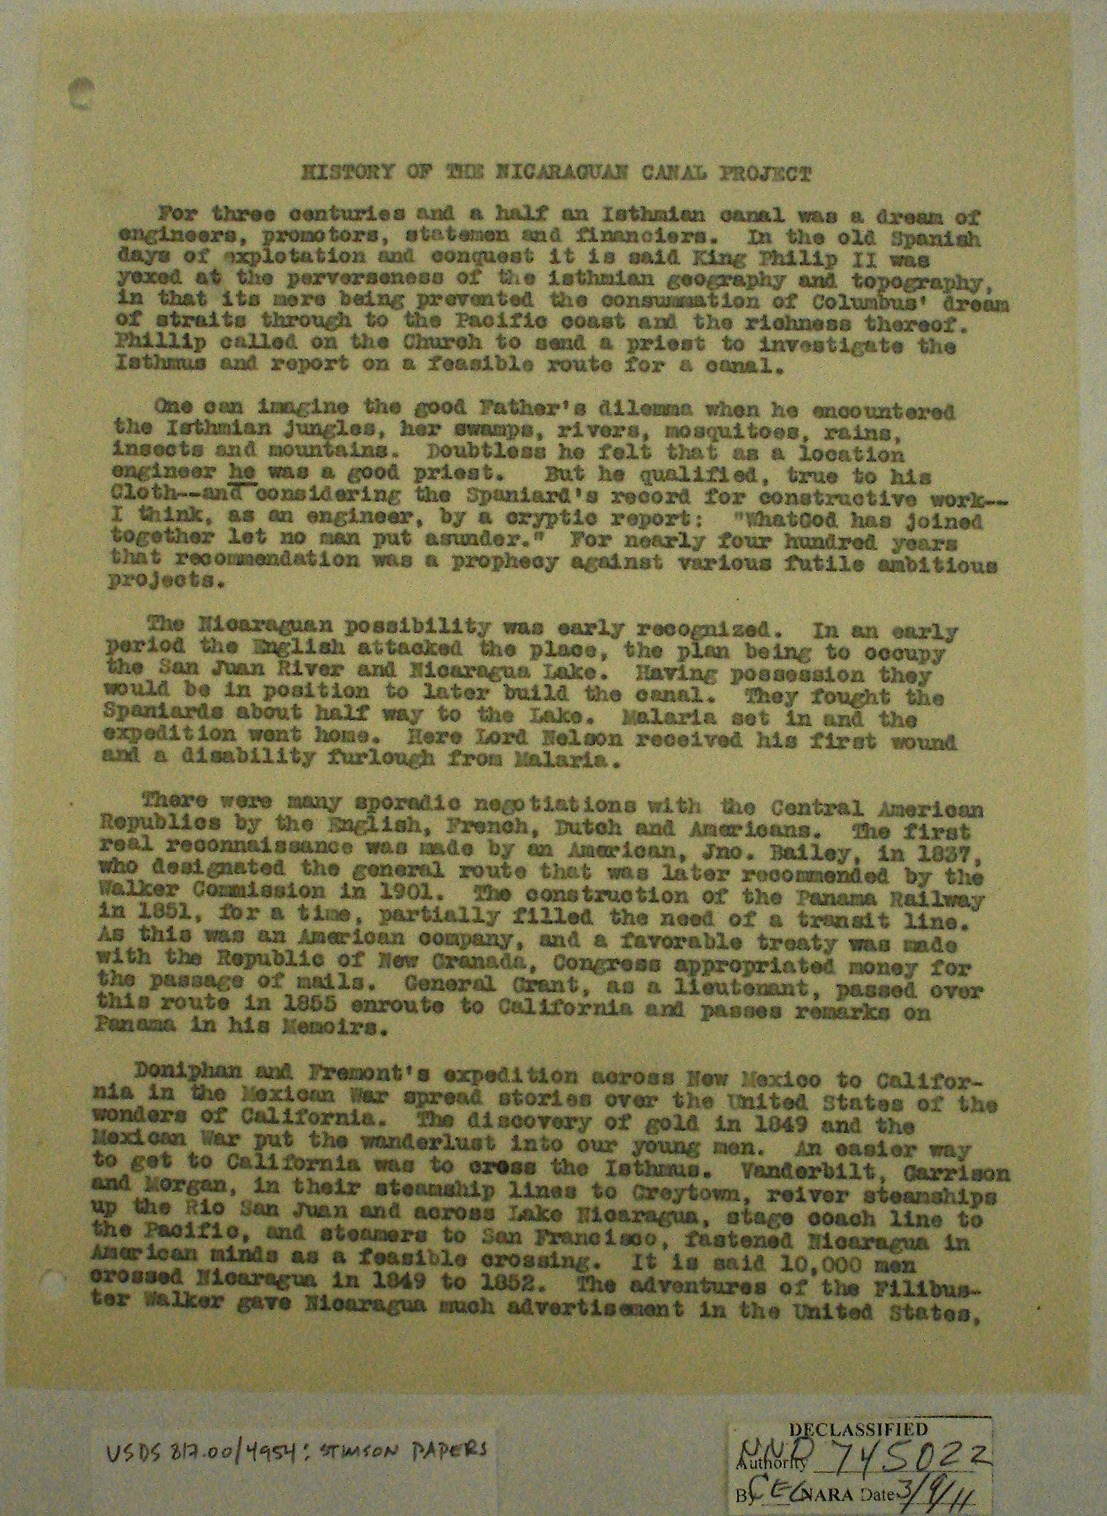 HISTORY OF THE NICARAGUAN CANAL PROJECT
For three centuries and a half an Isthmian canal was a dream of
engineers, promotors, statemen and financiers. In the old Spanish
days of explotation and conquest it is said King Philip II was
yexed at the perverseness of the isthmian geography and topography,
in that its mere being prevented the consummation of Columbus' dream
of straits through to the Pacific coast and the richness thereof.
Phillip called on the Church to send a priest to investigate the
Isthmus and report on a feasible route for a canal.
One can imagine the good Father's dilemma when he encountered
the Isthmian jungles, her swamps, rivers, mosquitoes, rains,
insects and mountains. Doubtless he felt that as a location
engineer he was a good priest. But he qualified, true to his
Cloth--and considering the Spaniard's record for constructive work--
I think, as an engineer, by a cryptic report: "WhatGod has joined
together let no man put asunder." For nearly four hundred years
that recommendation was a prophecy against various futile ambitious
projects.
The Nicaraguan possibility was early recognized. In an early
period the English attacked the place, the plan being to occupy
the San Juan River and Nicaragua Lake. Having possession they
would be in position to later build the canal. They fought the
Spaniards about half way to the Lake. Malaria set in and the
expedition went home. Here Lord Nelson received his first wound
and a disability furlough from Malaria.
There were many sporadic negotiations with the Central American
Republics by the English, French, Dutch and Americans. The first
real reconnaissance was made by an American, Jno. Bailey, in 1837,
who designated the general route that was later recommended by the
Walker Commission in 1901. The construction of the Panama Railway
in 1851, for a time, partially filled the need of a transit line.
As this was an American company, and a favorable treaty was made
with the Republic of New Granada, Congress appropriated money for
the passage of mails. General Grant, as a lieutenant, passed over
this route in 1855 enroute to California and passes remarks on
Panama in his Memoirs.
Doniphan and Fremont's expedition across New Mexico to Califor-
nia in the Mexican War spread stories over the United States of the
wonders of California. The discovery of gold in 1849 and the
Mexican War put the wanderlust into our young men. An easier way
to get to California was to cross the Isthmus. Vanderbilt, Garrison
and Morgan, in their steamship lines to Greytown, reiver steamships
up the Rio San Juan and across Lake Nicaragua, stage coach line to
the Pacific, and steamers to San Francisco, fastened Nicaragua in
American minds as a feasible crossing. It is said 10,000 men
crossed Nicaragua in 1849 to 1852. The adventures of the Filibus-
ter Walker gave Nicaragua much advertisement in the United States,
USDS 817.00/4954: STIMSON PAPERS
DECLASSIFIED
Authority NND 745022
By CEC NARA Date 3/9/11